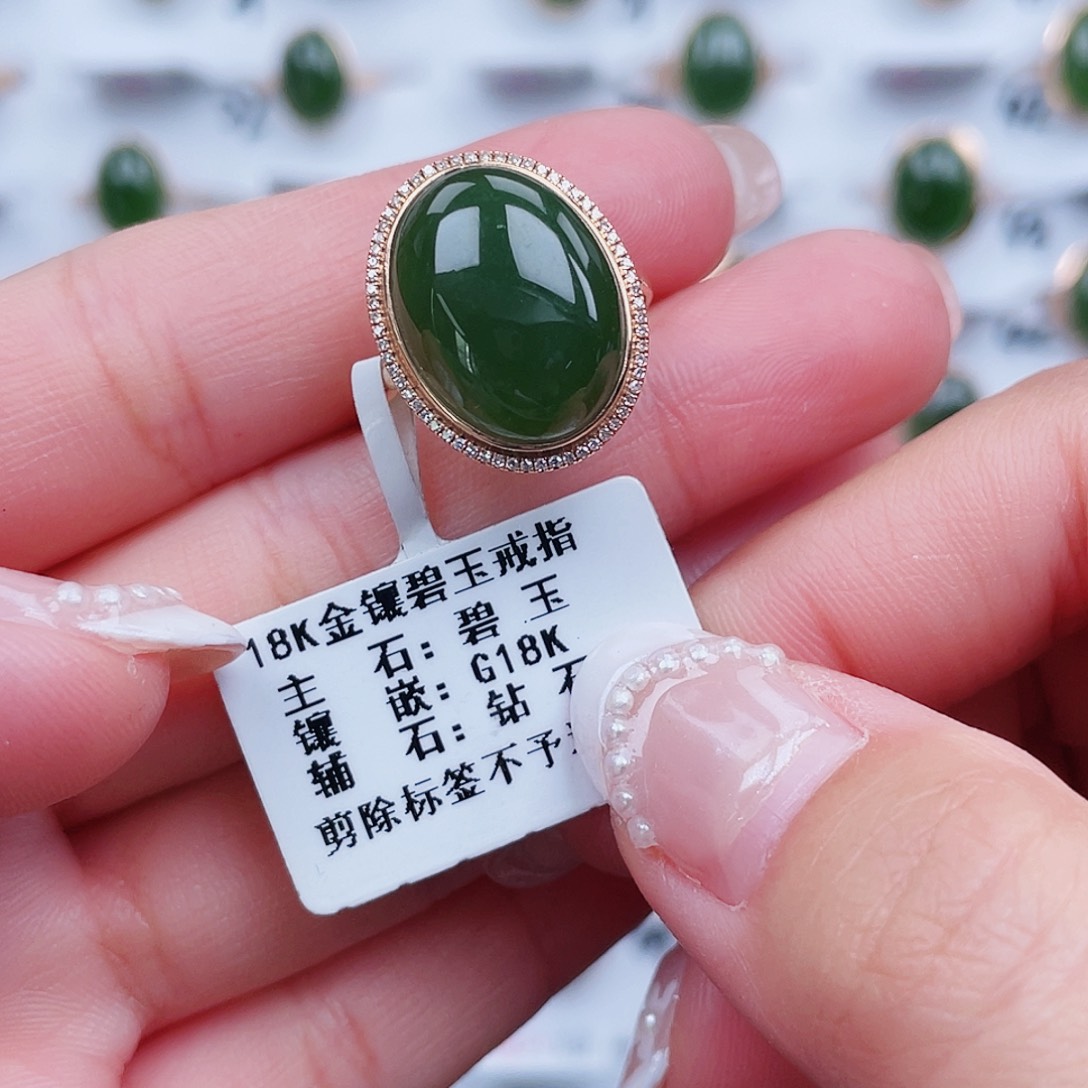 18K金镶碧玉戒指
主 石: 碧 玉
镶 嵌: G18K
辅 石: 钻
剪除标签不予